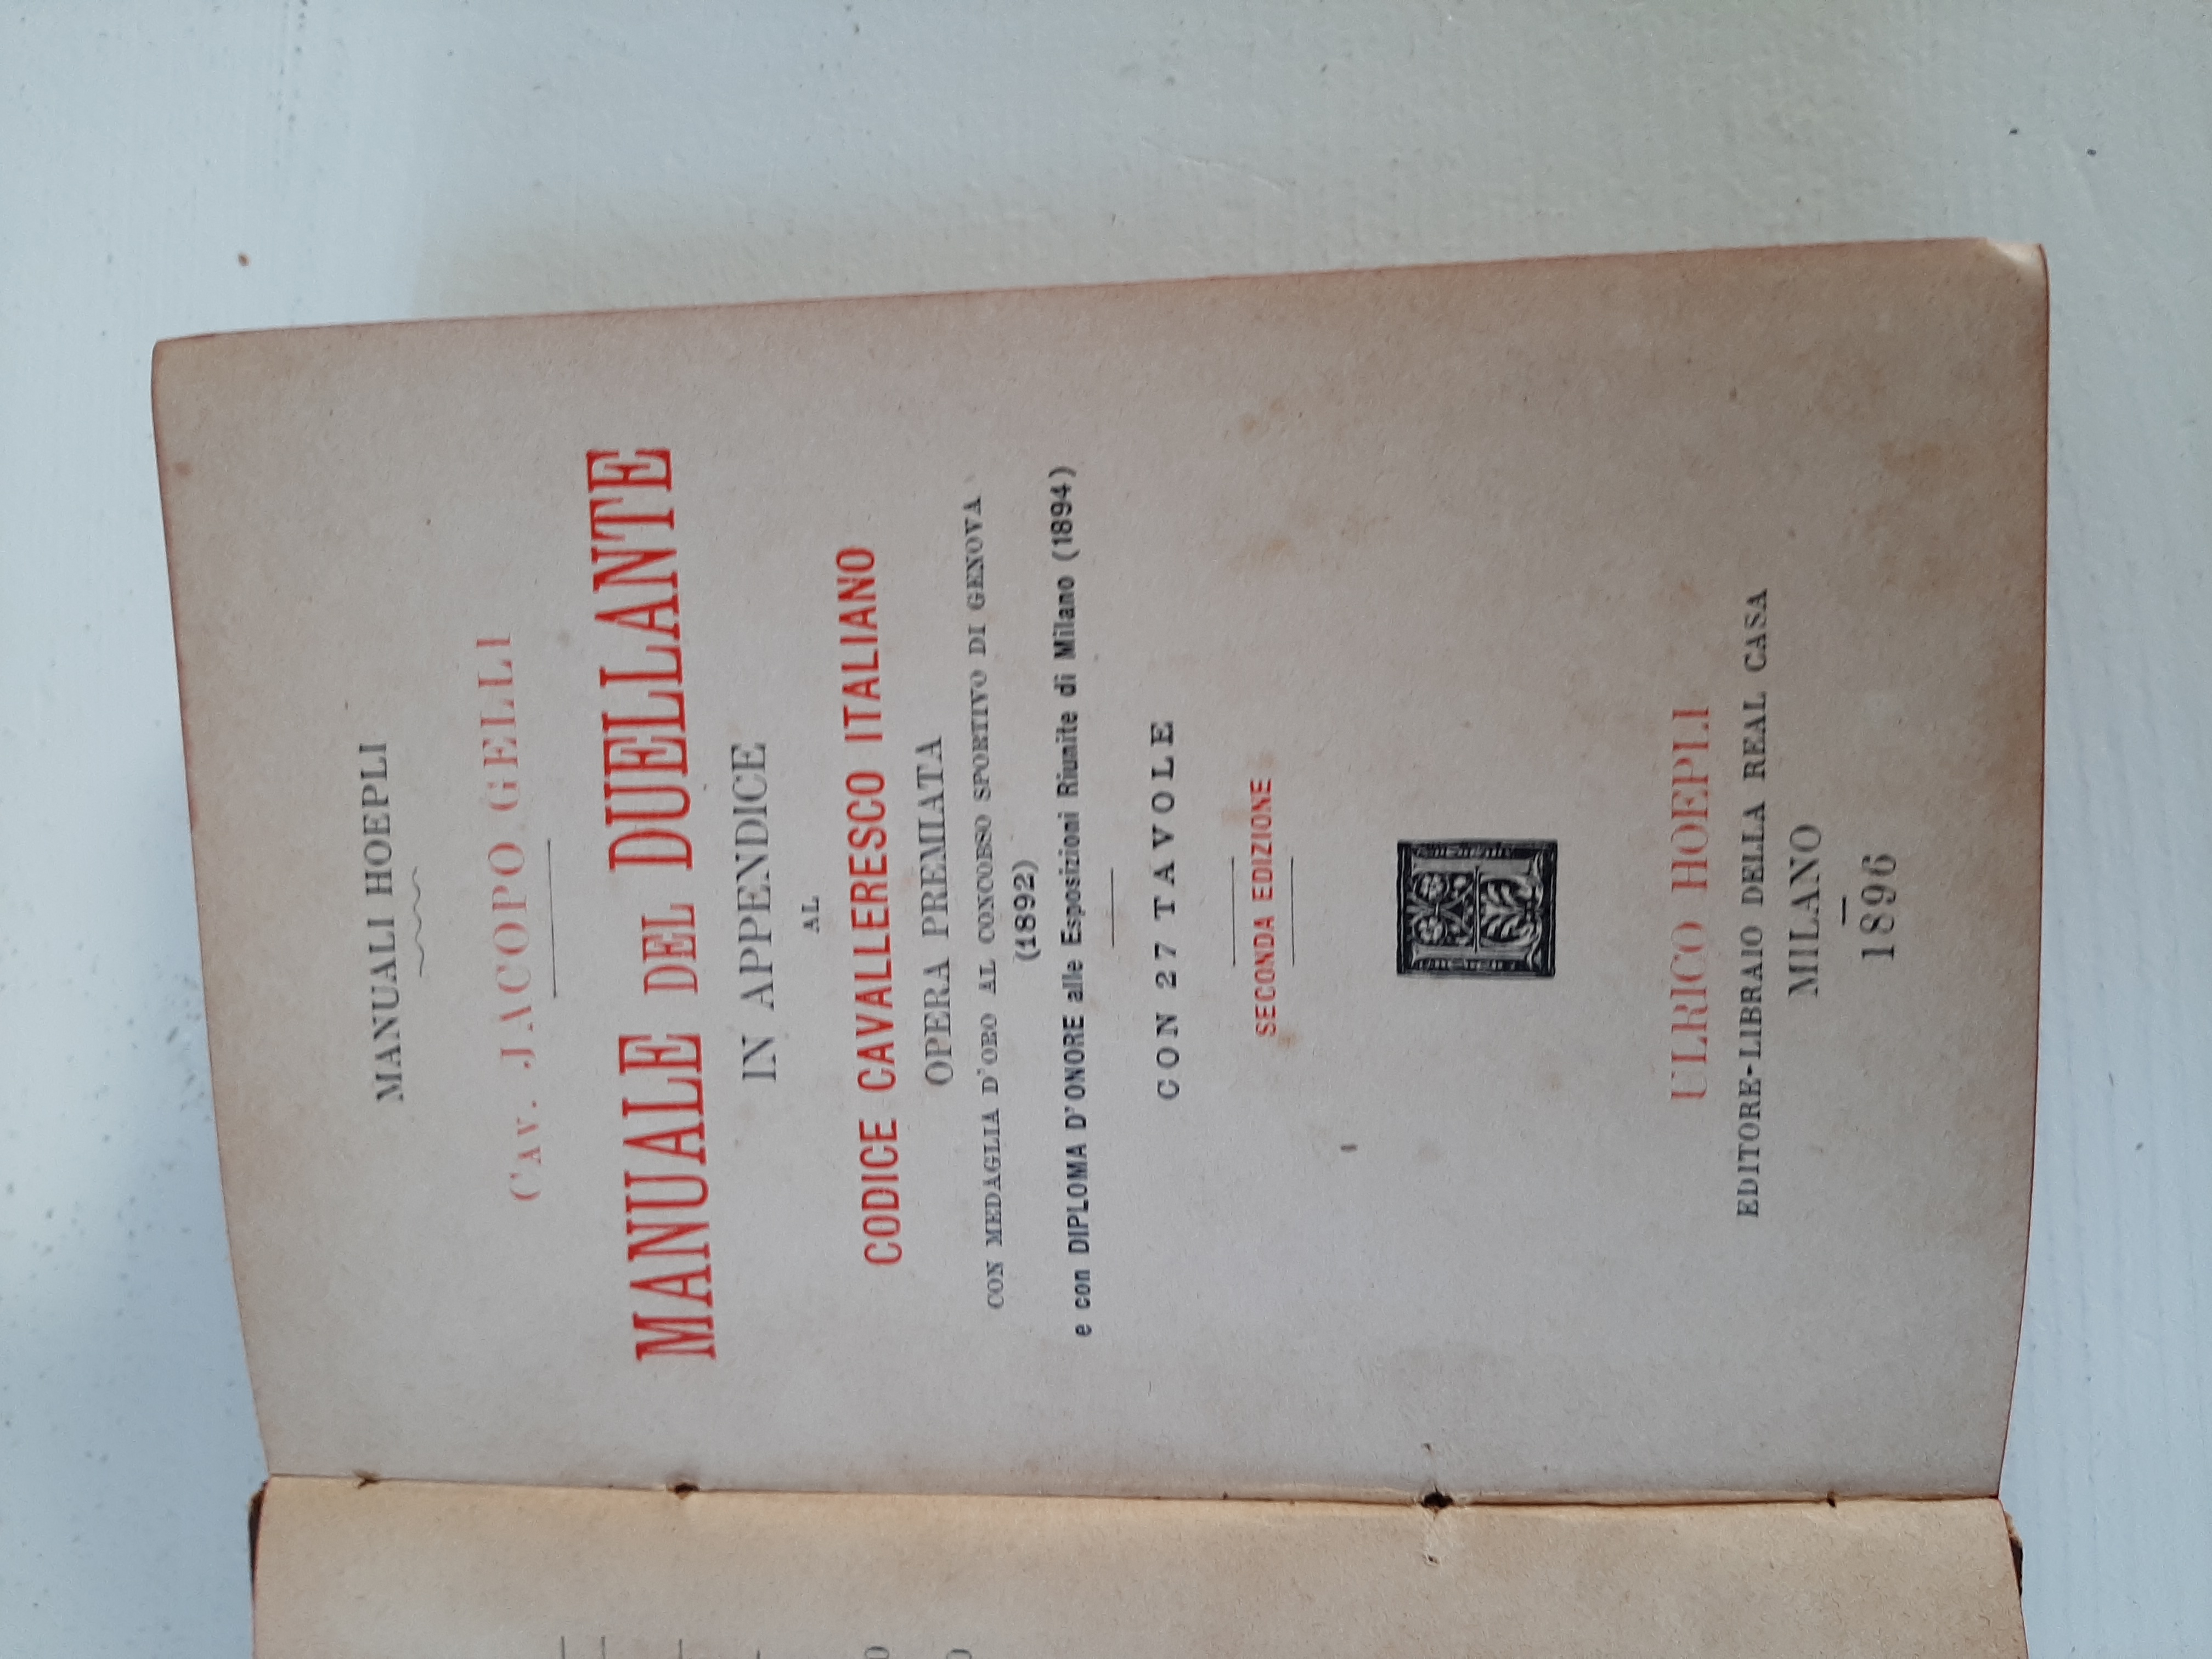 MANUALI HOEPLI
CAV. JACOPO GELLI
MANUALE DEL DUELLANTE
IN APPENDICE
AL
CODICE CAVALLERESCO ITALIANO
OPERA PREMIATA
CON MEDAGLIA D'ORO AL CONCORSO SPORTIVO DI GENOVA
(1892)
e con DIPLOMA D'ONORE alle Esposizioni Riunite di Milano (1894)
CON 27 TAVOLE
SECONDA EDIZIONE
H
ULRICO HOEPLI
EDITORE-LIBRAIO DELLA REAL CASA
MILANO
1896